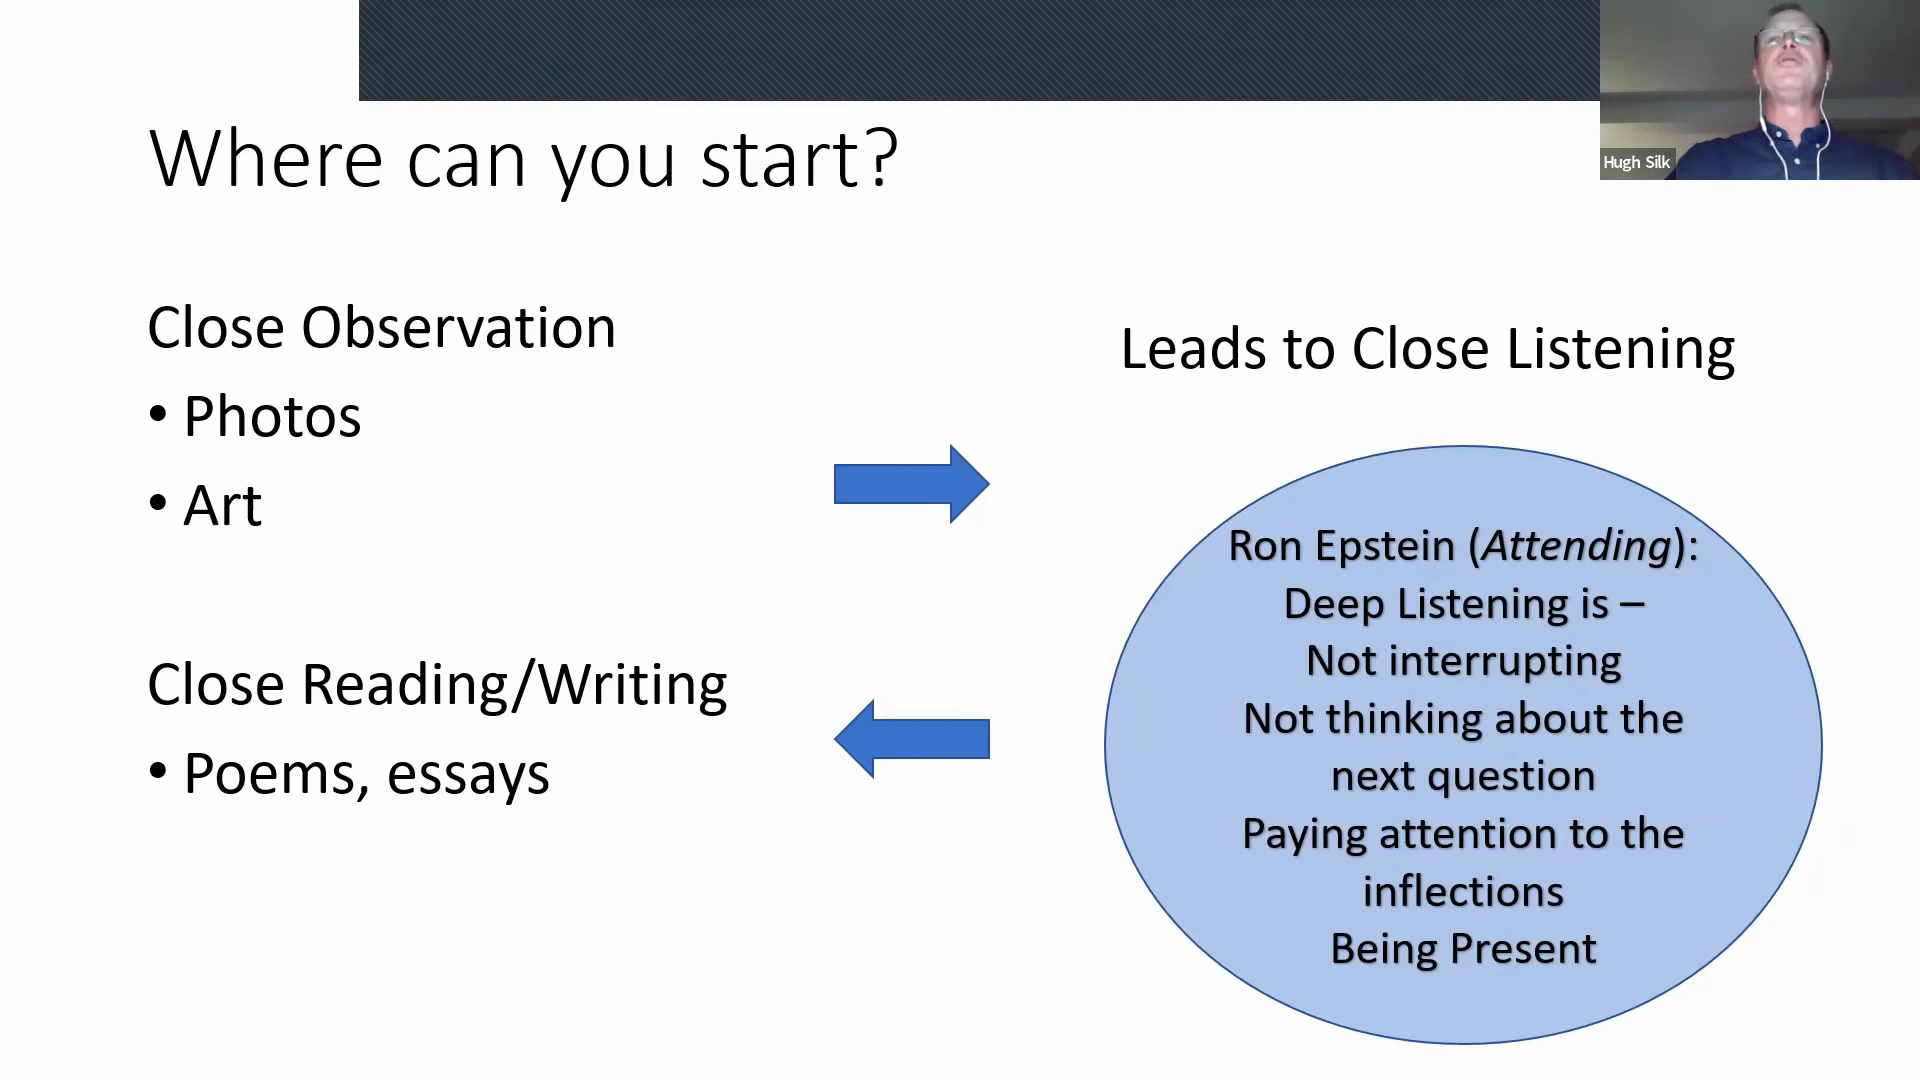 Hugh Silk
Where can you start?
Close Observation
• Photos
• Art
Close Reading/Writing
• Poems, essays
Leads to Close Listening
Ron Epstein (Attending):
Deep Listening is –
Not interrupting
Not thinking about the
next question
Paying attention to the
inflections
Being Present